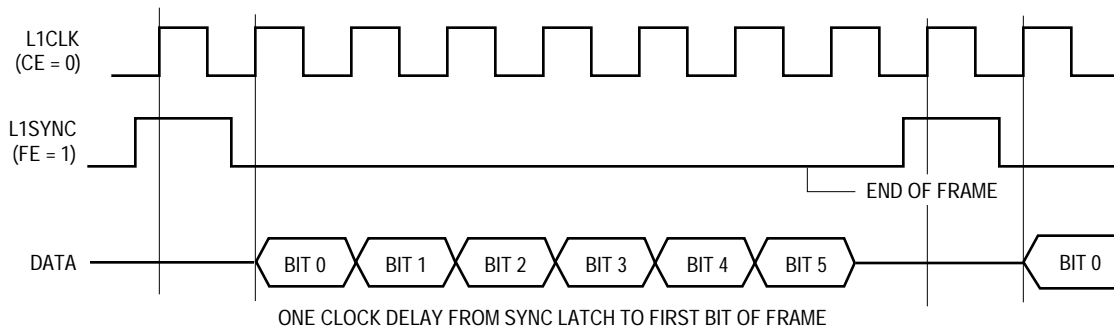 L1CLK
(CE = 0)
L1SYNC
(FE = 1)
END OF FRAME
DATA
BIT 0
BIT 1
BIT 2
BIT 3
BIT 4
BIT 5
BIT 0
ONE CLOCK DELAY FROM SYNC LATCH TO FIRST BIT OF FRAME